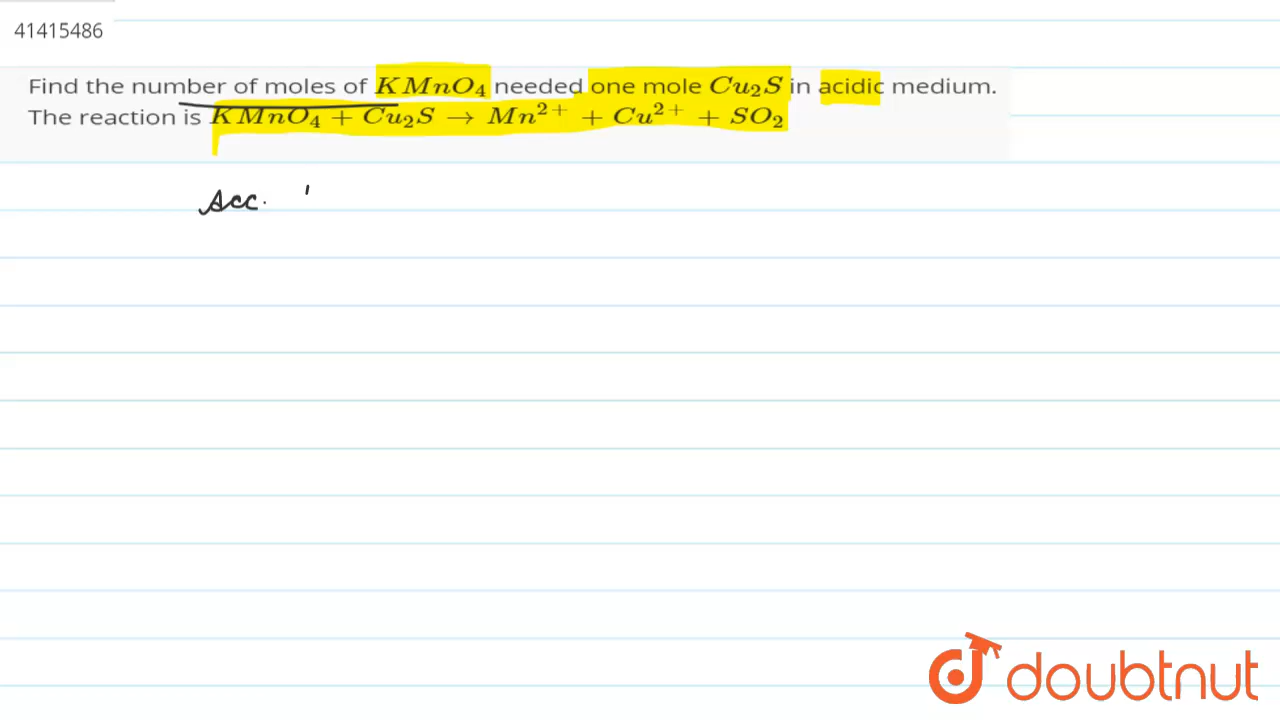 41415486
Find the number of moles of KMnO₄ needed one mole Cu₂S in acidic medium.
The reaction is KMnO₄ + Cu₂S → Mn²⁺ + Cu²⁺ + SO₂
Acc. '
doubtnut